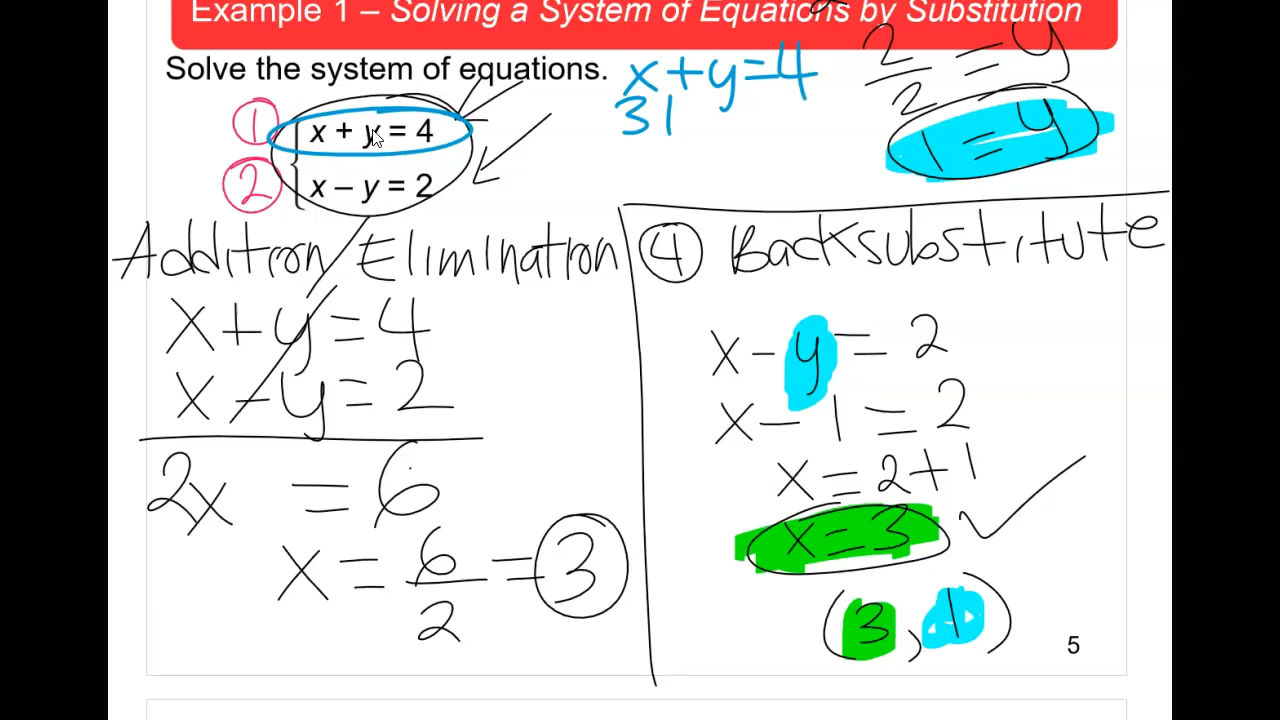 Example 1 – Solving a System of Equations by Substitution
Solve the system of equations.
x + y = 4
3 1
2/2 = y
1 = y
1 x + y = 4
2 x – y = 2
Addition Elimination
x + y = 4
x - y = 2
2x = 6
x = 6/2 = 3
4 Backsubstitute
x - y = 2
x - 1 = 2
x = 2 + 1
x = 3
(3, 1)
5